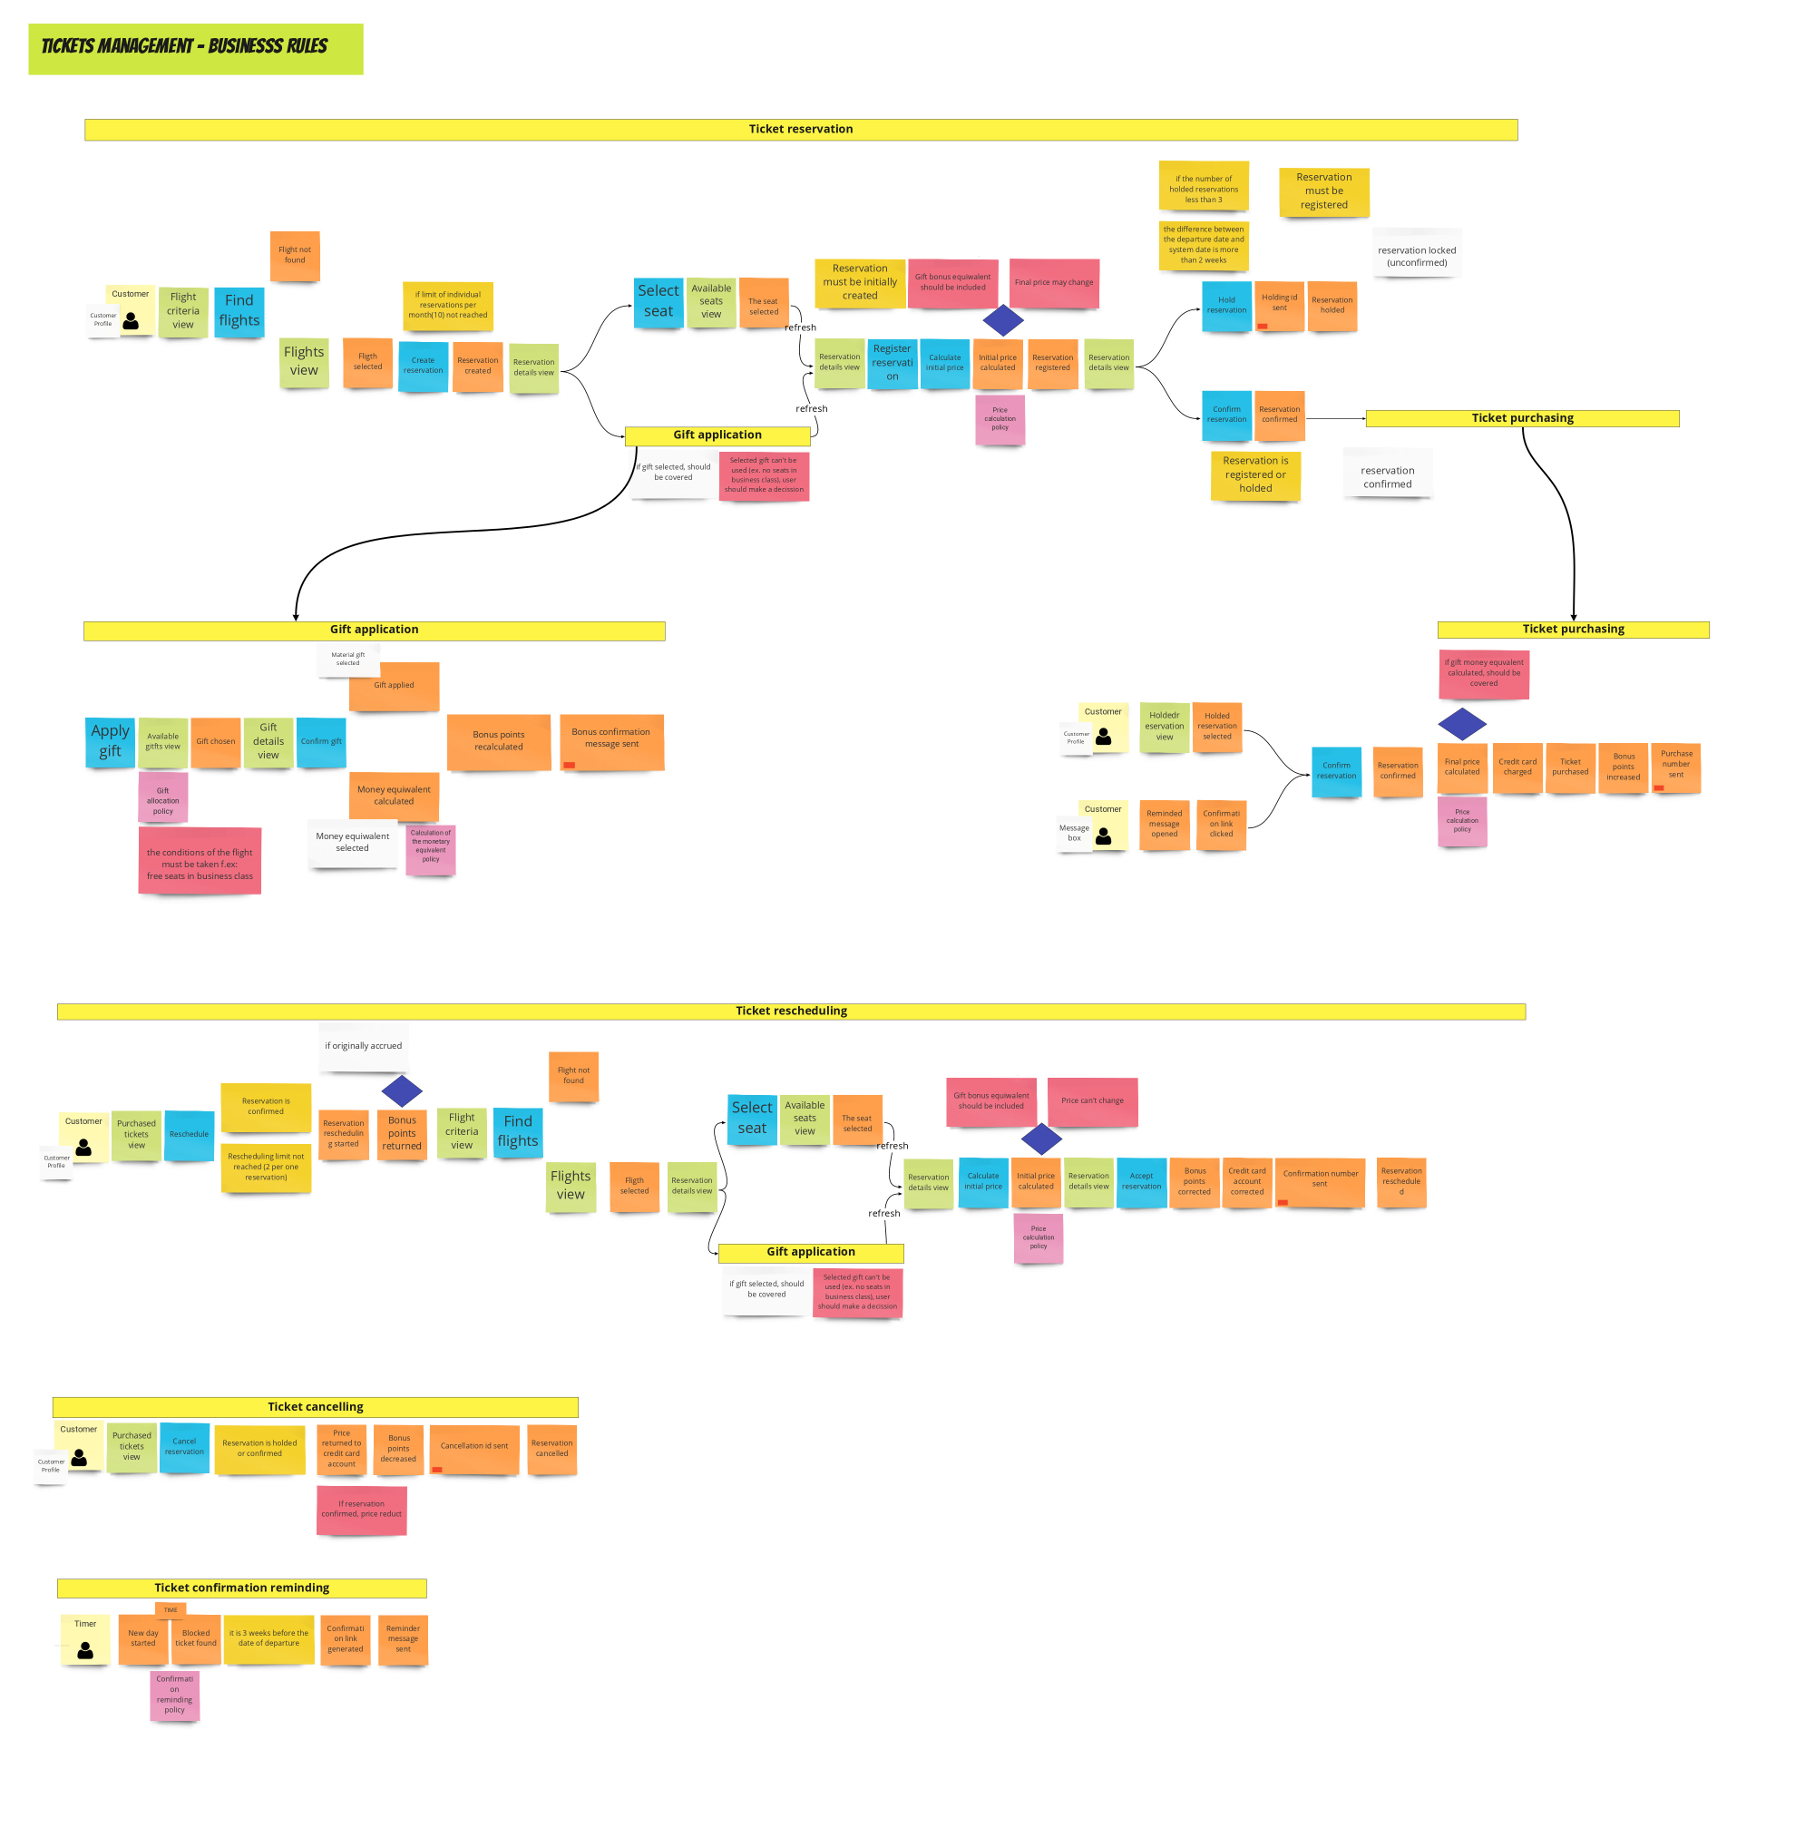 TICKETS MANAGEMENT - BUSINESSS RULES
Ticket reservation
if the number of
holded reservations
less than 3
Reservation
must be
registered
the difference between
the departure date and
system date is more
than 2 weeks
reservation locked
(unconfirmed)
Flight not
found
Customer
Customer
Profile
Flight
criteria
view
Find
flights
if limit of individual
reservations per
month(10) not reached
Flights
view
Fligth
selected
Create
reservation
Reservation
created
Reservation
details view
Select
seat
Available
seats
view
The seat
selected
refresh
Reservation
must be initially
created
Gift bonus equiwalent
should be included
Final price may change
Reservation
details view
Register
reservati
on
Calculate
initial price
Initial price
calculated
Reservation
registered
Reservation
details view
Price
calculation
policy
refresh
Hold
reservation
Holding id
sent
Reservation
holded
Confirm
reservation
Reservation
confirmed
Ticket purchasing
Reservation is
registered or
holded
reservation
confirmed
Gift application
if gift selected, should
be covered
Selected gift can't be
used (ex. no seats in
business class), user
should make a decission
Gift application
Material gift
selected
Gift applied
Apply
gift
Available
gitfts view
Gift chosen
Gift
details
view
Confirm gift
Bonus points
recalculated
Bonus confirmation
message sent
Gift
allocation
policy
Money equiwalent
calculated
the conditions of the flight
must be taken f.ex:
free seats in business class
Money equiwalent
selected
Calculation of
the monetary
equivalent
policy
Ticket purchasing
if gift money equvalent
calculated, should be
covered
Customer
Customer
Profile
Holdedr
eservation
view
Holded
reservation
selected
Customer
Message
box
Reminded
message
opened
Confirmati
on link
clicked
Confirm
reservation
Reservation
confirmed
Final price
calculated
Credit card
charged
Ticket
purchased
Bonus
points
increased
Purchase
number
sent
Price
calculation
policy
Ticket rescheduling
if originally accrued
Flight not
found
Customer
Customer
Profile
Purchased
tickets
view
Reschedule
Reservation is
confirmed
Rescheduling limit not
reached (2 per one
reservation)
Reservation
reschedulin
g started
Bonus
points
returned
Flight
criteria
view
Find
flights
Flights
view
Fligth
selected
Reservation
details view
Select
seat
Available
seats
view
The seat
selected
refresh
Gift bonus equiwalent
should be included
Price can't change
Reservation
details view
Calculate
initial price
Initial price
calculated
Reservation
details view
Accept
reservation
Bonus
points
corrected
Credit card
account
corrected
Confirmation number
sent
Reservation
reschedule
d
refresh
Price
calculation
policy
Gift application
if gift selected, should
be covered
Selected gift can't be
used (ex. no seats in
business class), user
should make a decission
Ticket cancelling
Customer
Customer
Profile
Purchased
tickets
view
Cancel
reservation
Reservation is holded
or confirmed
Price
returned to
credit card
account
Bonus
points
decreased
Cancellation id sent
Reservation
cancelled
If reservation
confirmed, price reduct
Ticket confirmation reminding
TIME
Timer
New day
started
Blocked
ticket found
it is 3 weeks before the
date of departure
Confirmati
on link
generated
Reminder
message
sent
Confirmati
on
reminding
policy